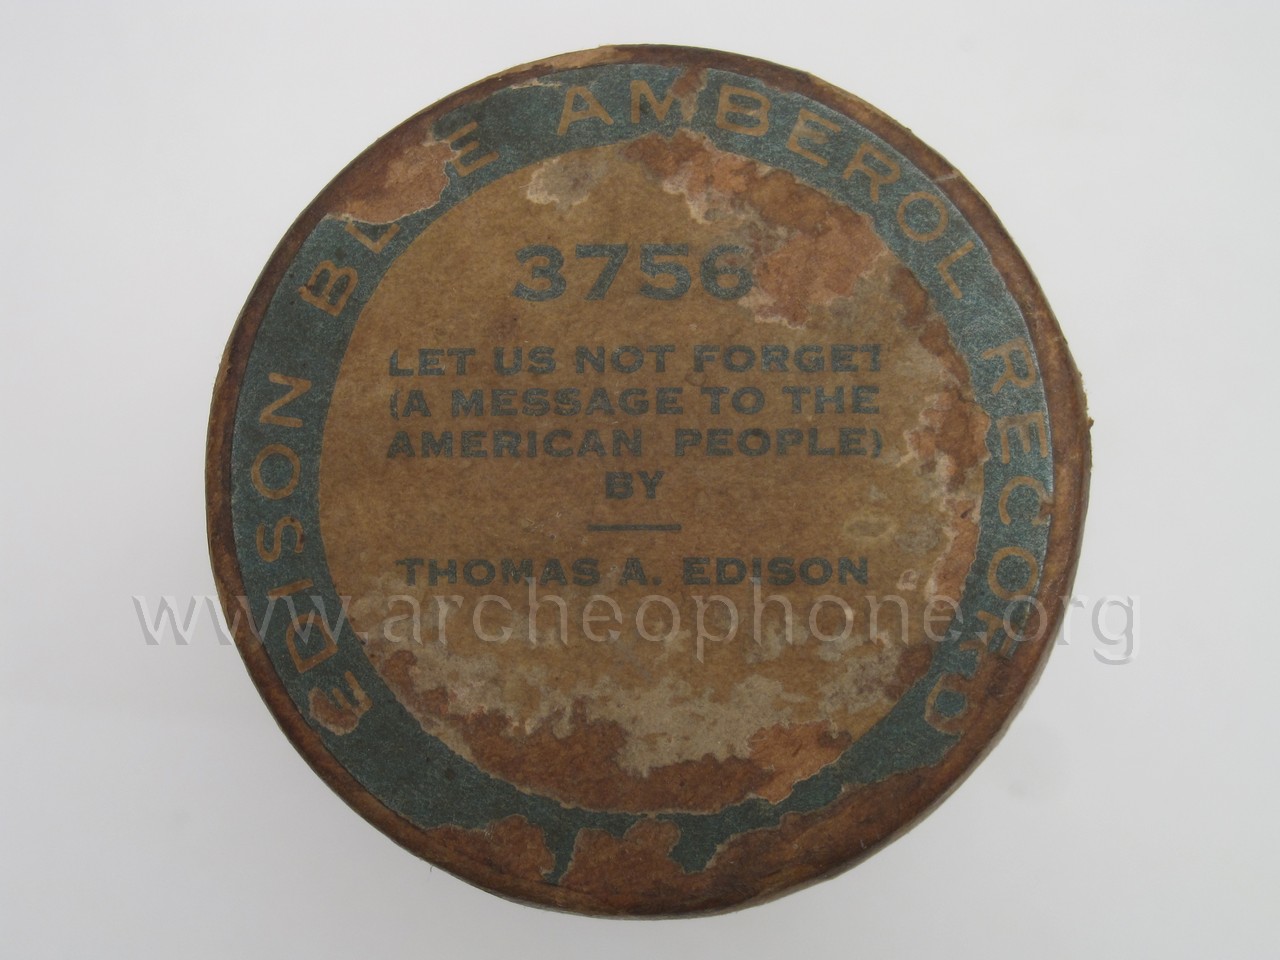 EDISON BLUE AMBEROL RECORD
3756
LET US NOT FORGET
(A MESSAGE TO THE
AMERICAN PEOPLE)
BY
THOMAS A. EDISON
www.archeophone.org